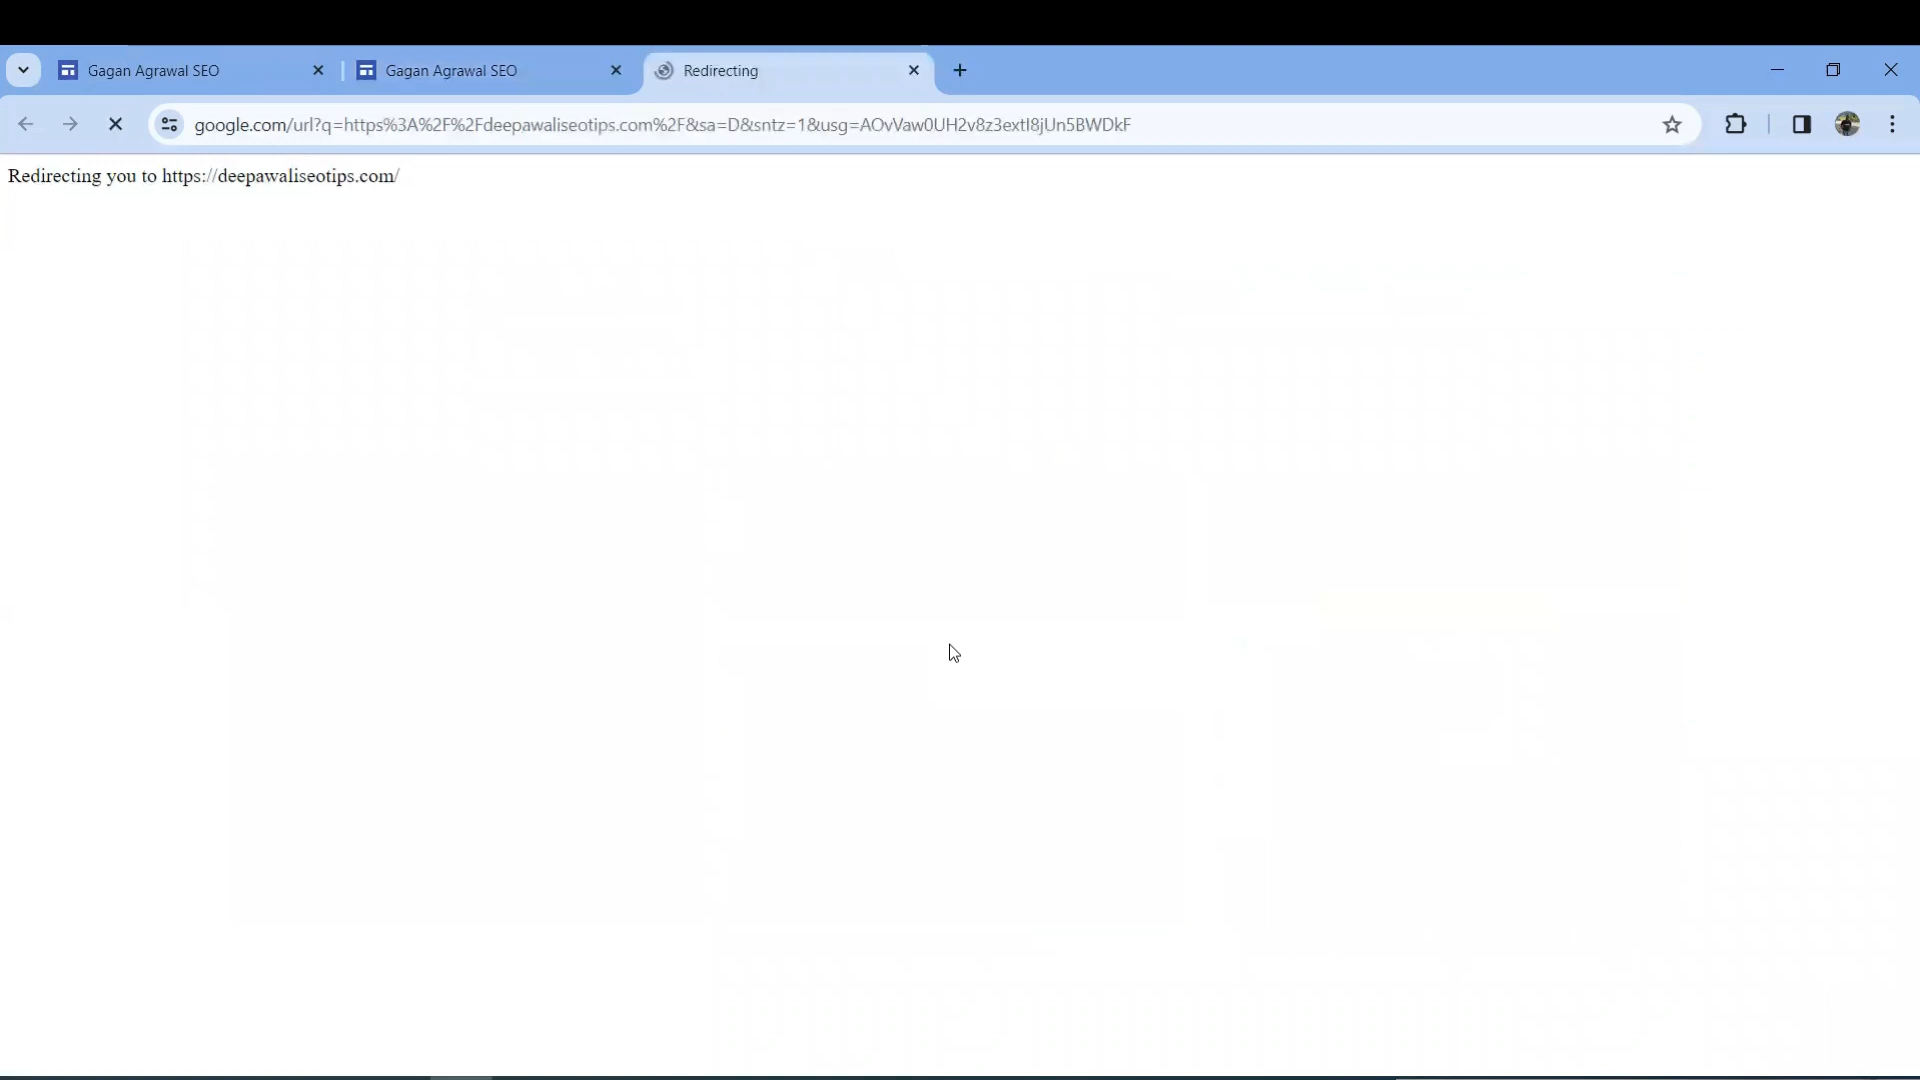 Gagan Agrawal SEO
Gagan Agrawal SEO
Redirecting
google.com/url?q=https%3A%2F%2Fdeepawaliseotips.com%2F&sa=D&sntz=1&usg=AOvVaw0UH2v8z3extI8jUn5BWDkF
Redirecting you to https://deepawaliseotips.com/